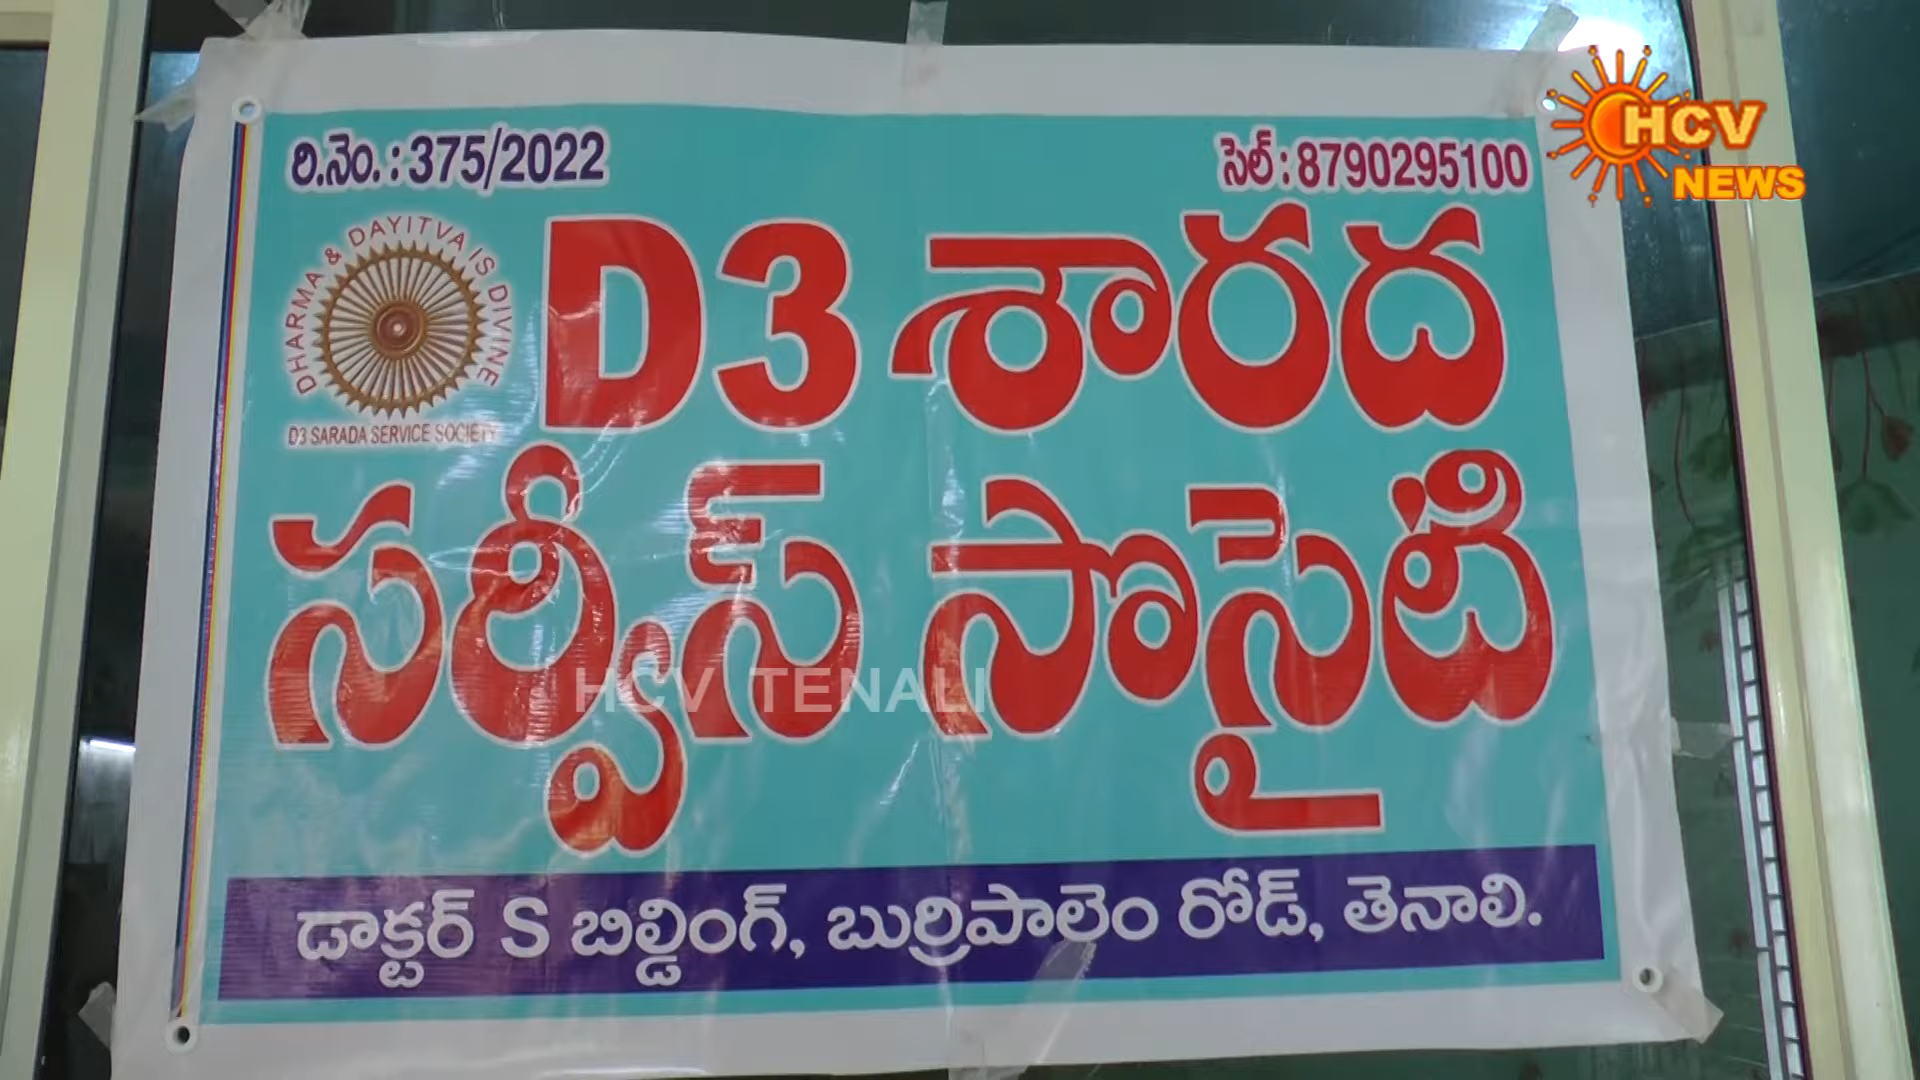 రి.నెం. : 375/2022
సెల్ : 8790295100
HCV NEWS
DHARMA & DAYITVA IS DIVINE
D3 SARADA SERVICE SOCIETY
D3 శారద
సర్వీస్ సొసైటి
HCV TENALI
డాక్టర్ S బిల్డింగ్, బుర్రిపాలెం రోడ్, తెనాలి.